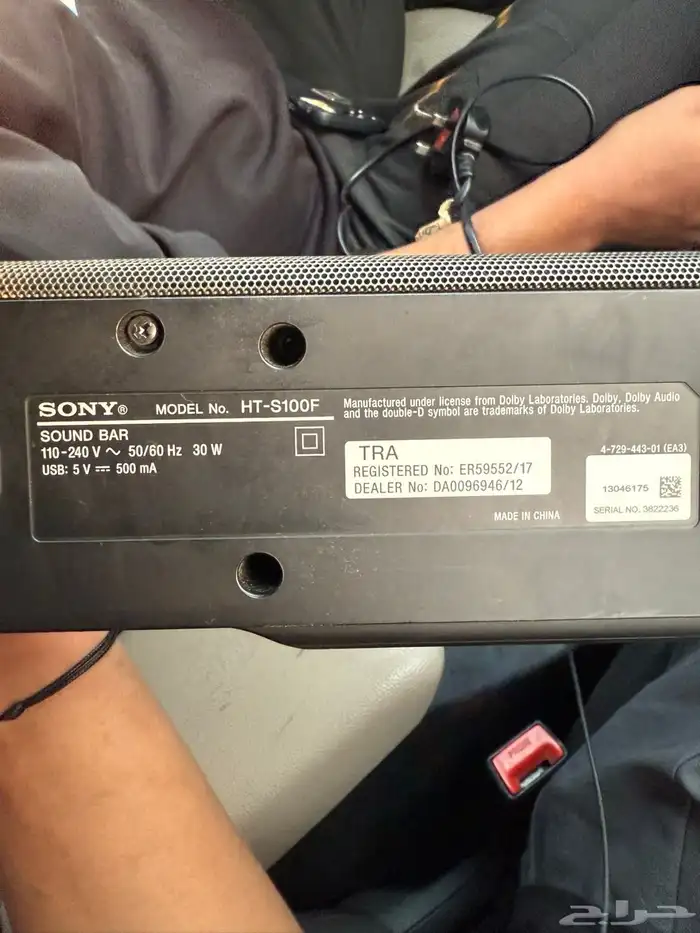 SONY® MODEL No. HT-S100F
SOUND BAR
110-240 V ~ 50/60 Hz 30 W
USB: 5 V ⎓ 500 mA
Manufactured under license from Dolby Laboratories. Dolby, Dolby Audio
and the double-D symbol are trademarks of Dolby Laboratories.
TRA
REGISTERED No: ER59552/17
DEALER No: DA0096946/12
MADE IN CHINA
4-729-443-01 (EA3)
13046175
SERIAL NO. 3822236
PRESS
حراج